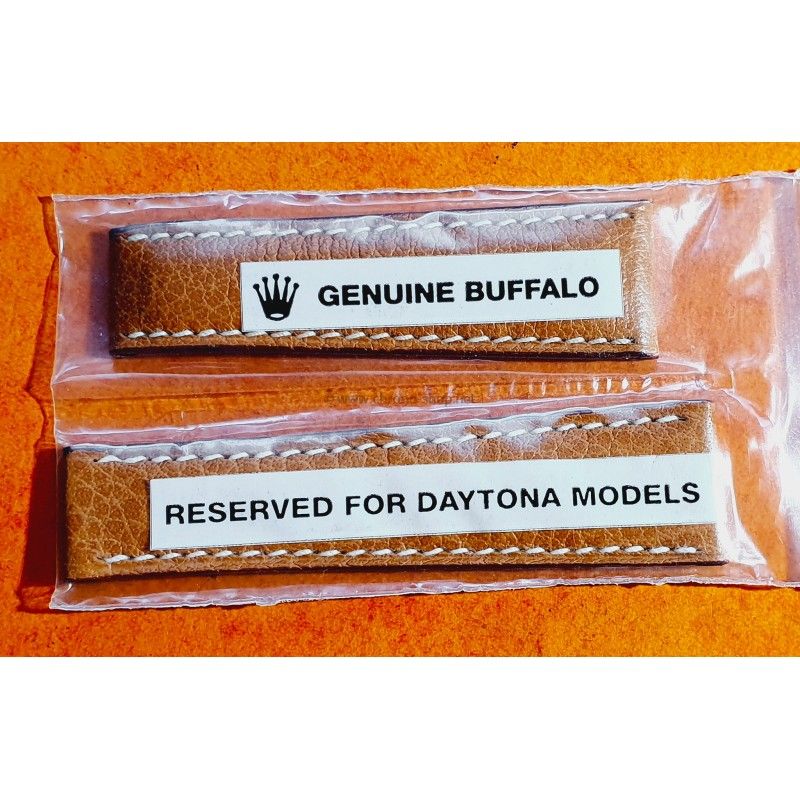 GENUINE BUFFALO
RESERVED FOR DAYTONA MODELS